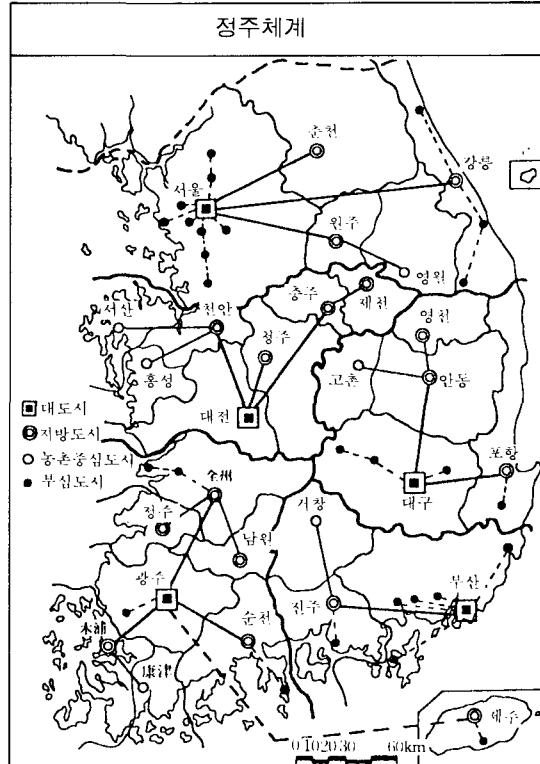 정주체계
춘천
강릉
서울
원주
영월
충주
제천
서산
천안
영천
청주
고촌
안동
홍성
대전
대도시
지방도시
농촌중심도시
부심도시
포항
대구
全州
거창
정주
남원
광주
부산
순천
진주
木浦
康津
제주
0 10 20 30 60km